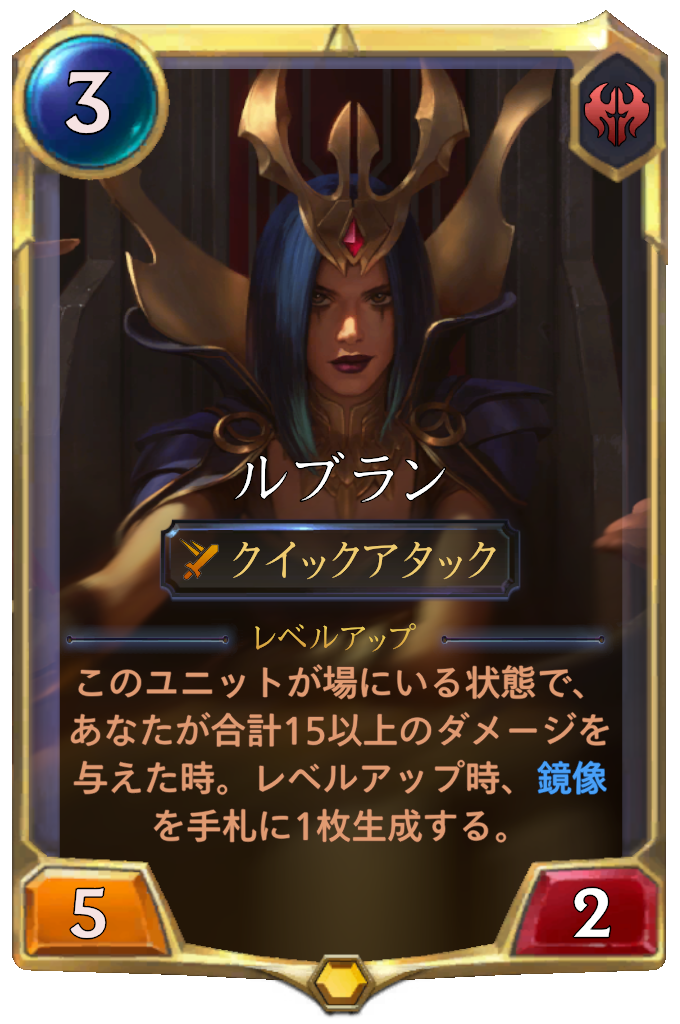 3
ルブラン
クイックアタック
レベルアップ
このユニットが場にいる状態で、
あなたが合計15以上のダメージを
与えた時。レベルアップ時、鏡像
を手札に1枚生成する。
5
2